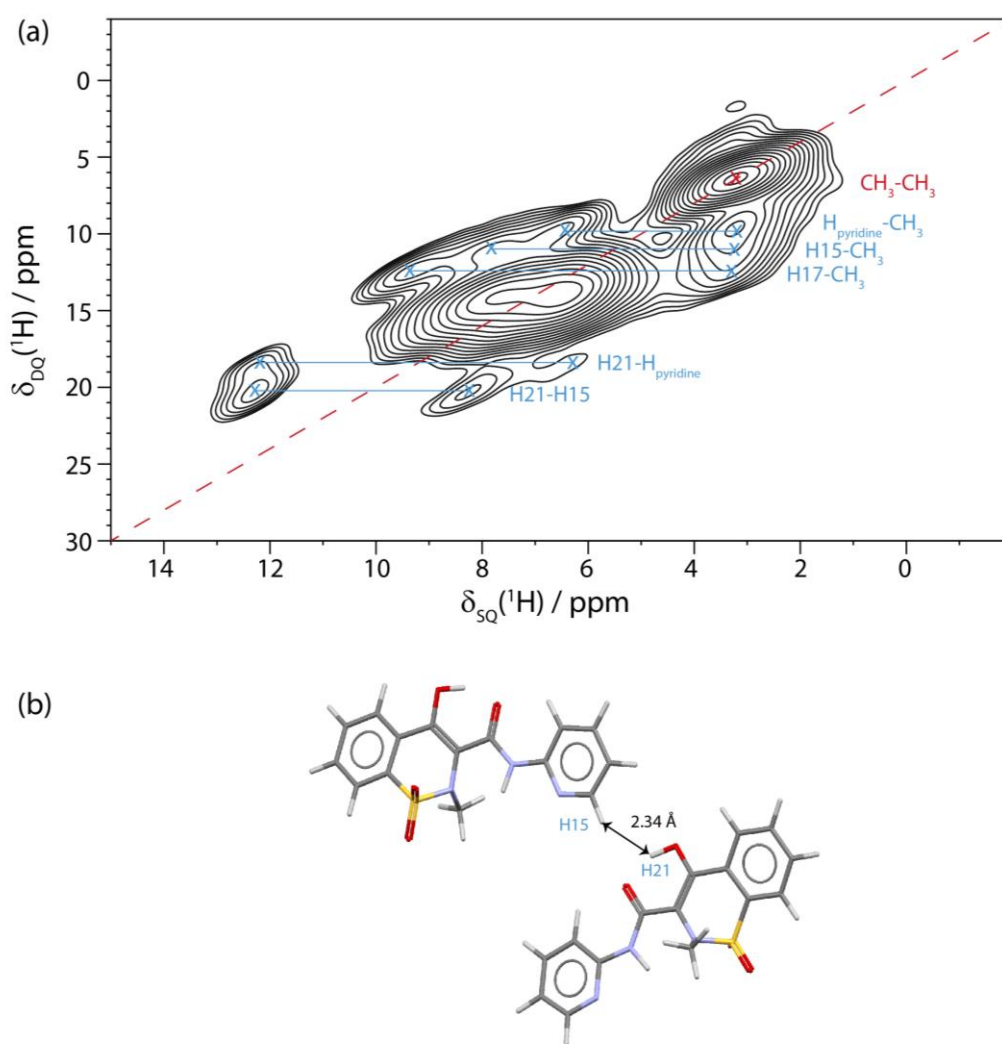 (a)
0
5
10
15
20
25
30
δDQ(¹H) / ppm
CH₃-CH₃
Hpyridine-CH₃
H15-CH₃
H17-CH₃
H21-Hpyridine
H21-H15
14 12 10 8 6 4 2 0
δSQ(¹H) / ppm
(b)
H15
2.34 Å
H21